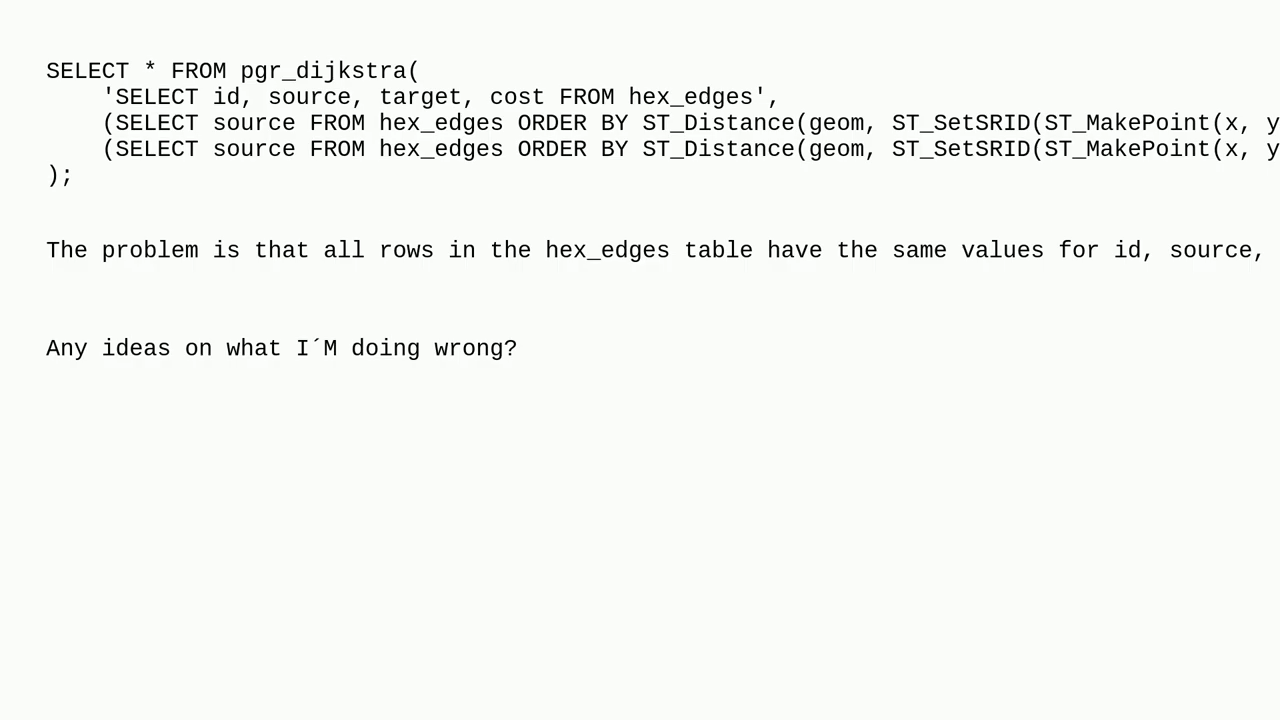 SELECT * FROM pgr_dijkstra(
    'SELECT id, source, target, cost FROM hex_edges',
    (SELECT source FROM hex_edges ORDER BY ST_Distance(geom, ST_SetSRID(ST_MakePoint(x, y
    (SELECT source FROM hex_edges ORDER BY ST_Distance(geom, ST_SetSRID(ST_MakePoint(x, y
);
The problem is that all rows in the hex_edges table have the same values for id, source,
Any ideas on what I´M doing wrong?